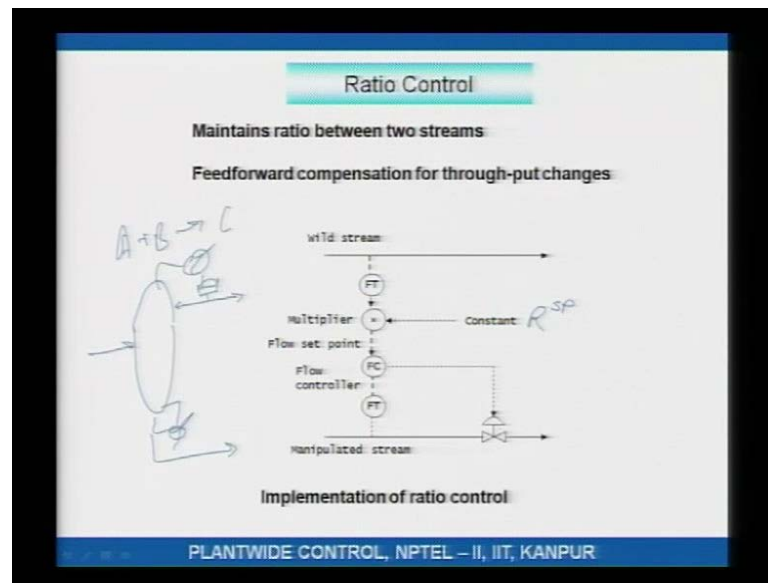 Ratio Control
Maintains ratio between two streams
Feedforward compensation for through-put changes
A+B → C
Wild stream
FT
Multiplier × Constant R^SP
Flow set point
Flow FC
controller
FT
Manipulated stream
Implementation of ratio control
PLANTWIDE CONTROL, NPTEL – II, IIT, KANPUR